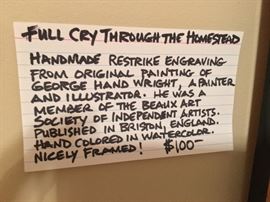 FULL CRY THROUGH THE HOMESTEAD
HANDMADE RESTRIKE ENGRAVING
FROM ORIGINAL PAINTING OF
GEORGE HAND WRIGHT, A PAINTER
AND ILLUSTRATOR. HE WAS A
MEMBER OF THE BEAUX ART
SOCIETY OF INDEPENDENT ARTISTS.
PUBLISHED IN BRISTON, ENGLAND.
HAND COLORED IN WATERCOLOR.
NICELY FRAMED! $100—